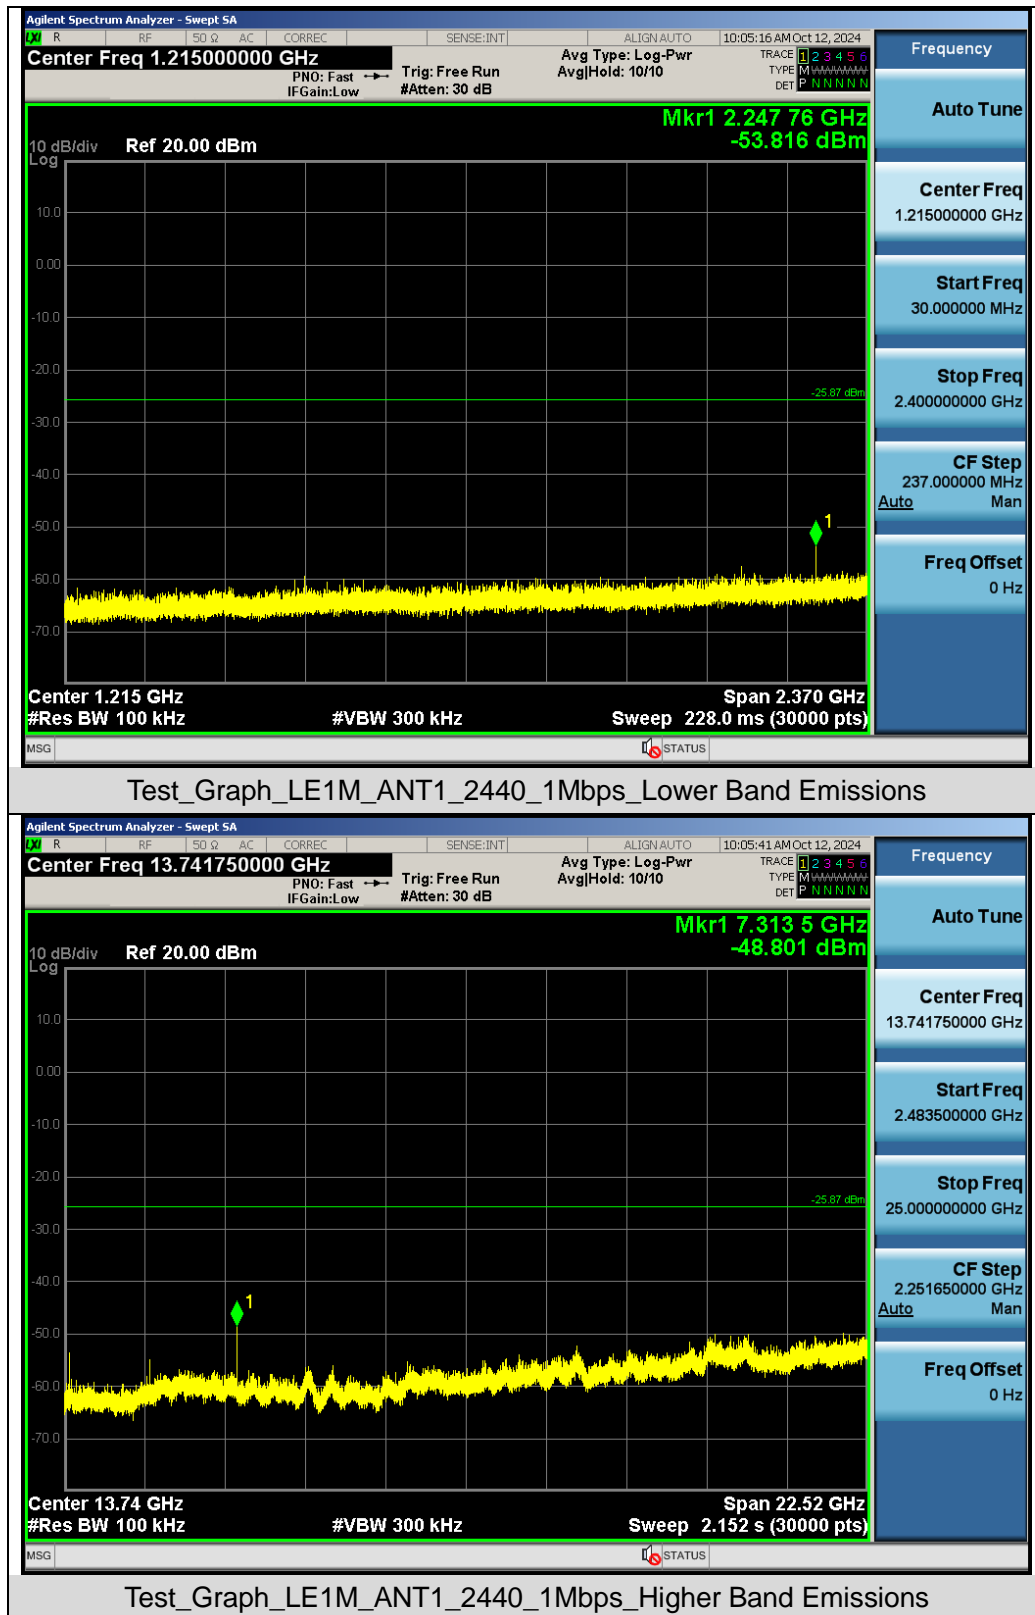 Agilent Spectrum Analyzer - Swept SA
LXI R RF 50 Ω AC CORREC SENSE:INT ALIGN AUTO 10:05:16 AM Oct 12, 2024
Center Freq 1.215000000 GHz
PNO: Fast
IFGain:Low
Trig: Free Run
#Atten: 30 dB
Avg Type: Log-Pwr
Avg|Hold: 10/10
TRACE 1 2 3 4 5 6
TYPE M
DET P N N N N N
Mkr1 2.247 76 GHz
-53.816 dBm
10 dB/div Ref 20.00 dBm
Log
10.0
0.00
-10.0
-20.0
-25.87 dBm
-30.0
-40.0
-50.0
1
-60.0
-70.0
Center 1.215 GHz Span 2.370 GHz
#Res BW 100 kHz #VBW 300 kHz Sweep 228.0 ms (30000 pts)
MSG STATUS
Frequency
Auto Tune
Center Freq
1.215000000 GHz
Start Freq
30.000000 MHz
Stop Freq
2.400000000 GHz
CF Step
237.000000 MHz
Auto Man
Freq Offset
0 Hz
Test_Graph_LE1M_ANT1_2440_1Mbps_Lower Band Emissions
Agilent Spectrum Analyzer - Swept SA
LXI R RF 50 Ω AC CORREC SENSE:INT ALIGN AUTO 10:05:41 AM Oct 12, 2024
Center Freq 13.741750000 GHz
PNO: Fast
IFGain:Low
Trig: Free Run
#Atten: 30 dB
Avg Type: Log-Pwr
Avg|Hold: 10/10
TRACE 1 2 3 4 5 6
TYPE M
DET P N N N N N
Mkr1 7.313 5 GHz
-48.801 dBm
10 dB/div Ref 20.00 dBm
Log
10.0
0.00
-10.0
-20.0
-25.87 dBm
-30.0
-40.0
1
-50.0
-60.0
-70.0
Center 13.74 GHz Span 22.52 GHz
#Res BW 100 kHz #VBW 300 kHz Sweep 2.152 s (30000 pts)
MSG STATUS
Frequency
Auto Tune
Center Freq
13.741750000 GHz
Start Freq
2.483500000 GHz
Stop Freq
25.000000000 GHz
CF Step
2.251650000 GHz
Auto Man
Freq Offset
0 Hz
Test_Graph_LE1M_ANT1_2440_1Mbps_Higher Band Emissions